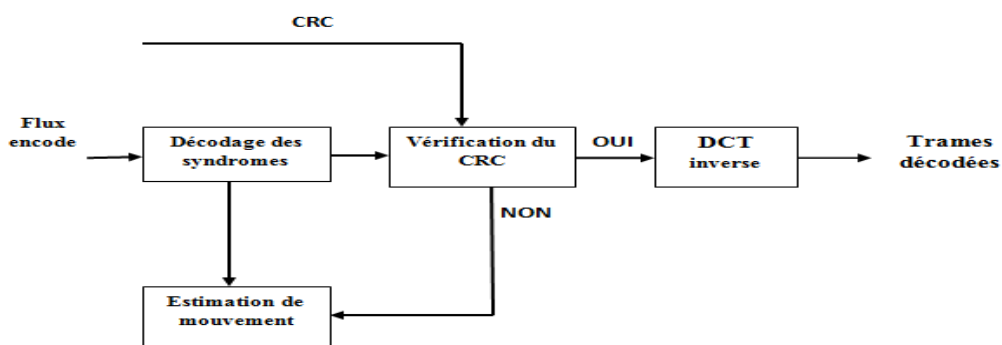 CRC
Flux
encode
Décodage des
syndromes
Vérification du
CRC
OUI
DCT
inverse
Trames
décodées
NON
Estimation de
mouvement